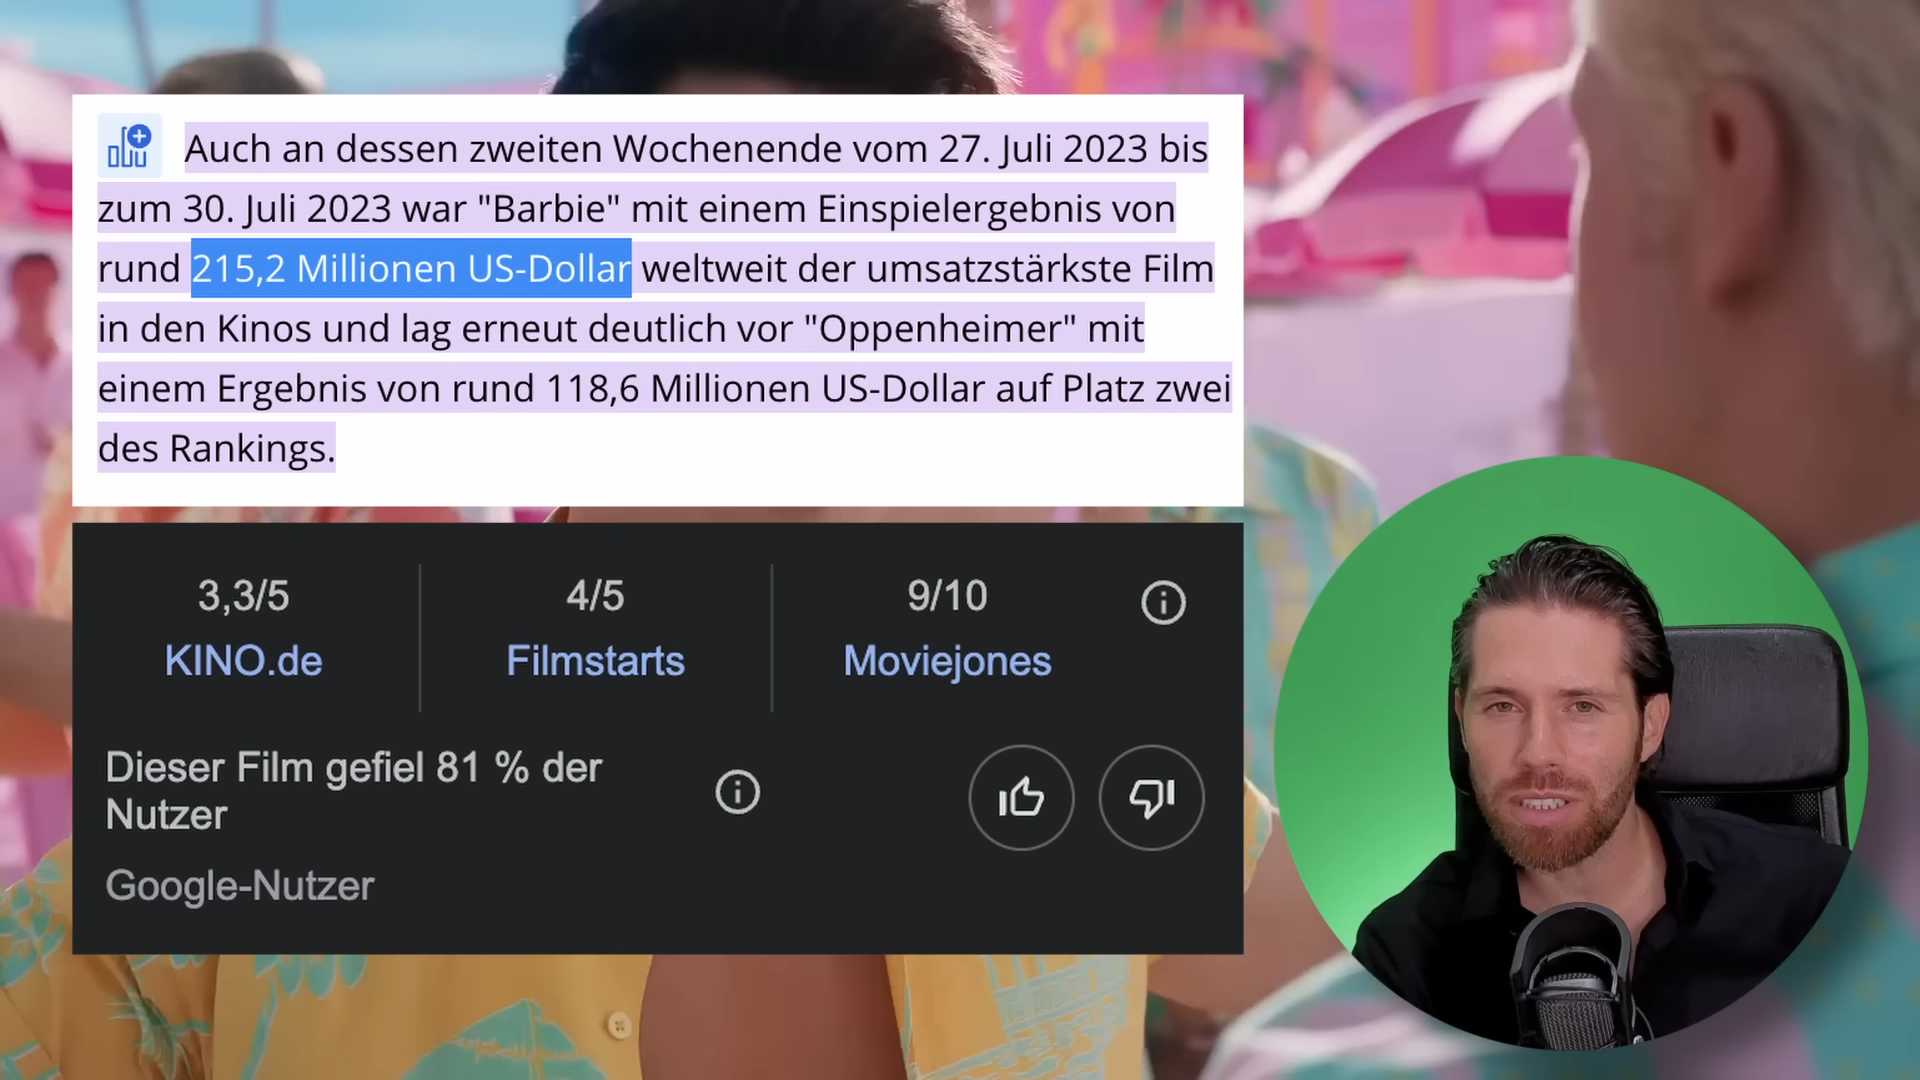 Auch an dessen zweiten Wochenende vom 27. Juli 2023 bis
zum 30. Juli 2023 war "Barbie" mit einem Einspielergebnis von
rund 215,2 Millionen US-Dollar weltweit der umsatzstärkste Film
in den Kinos und lag erneut deutlich vor "Oppenheimer" mit
einem Ergebnis von rund 118,6 Millionen US-Dollar auf Platz zwei
des Rankings.
3,3/5
KINO.de
4/5
Filmstarts
9/10
Moviejones
Dieser Film gefiel 81 % der
Nutzer
Google-Nutzer